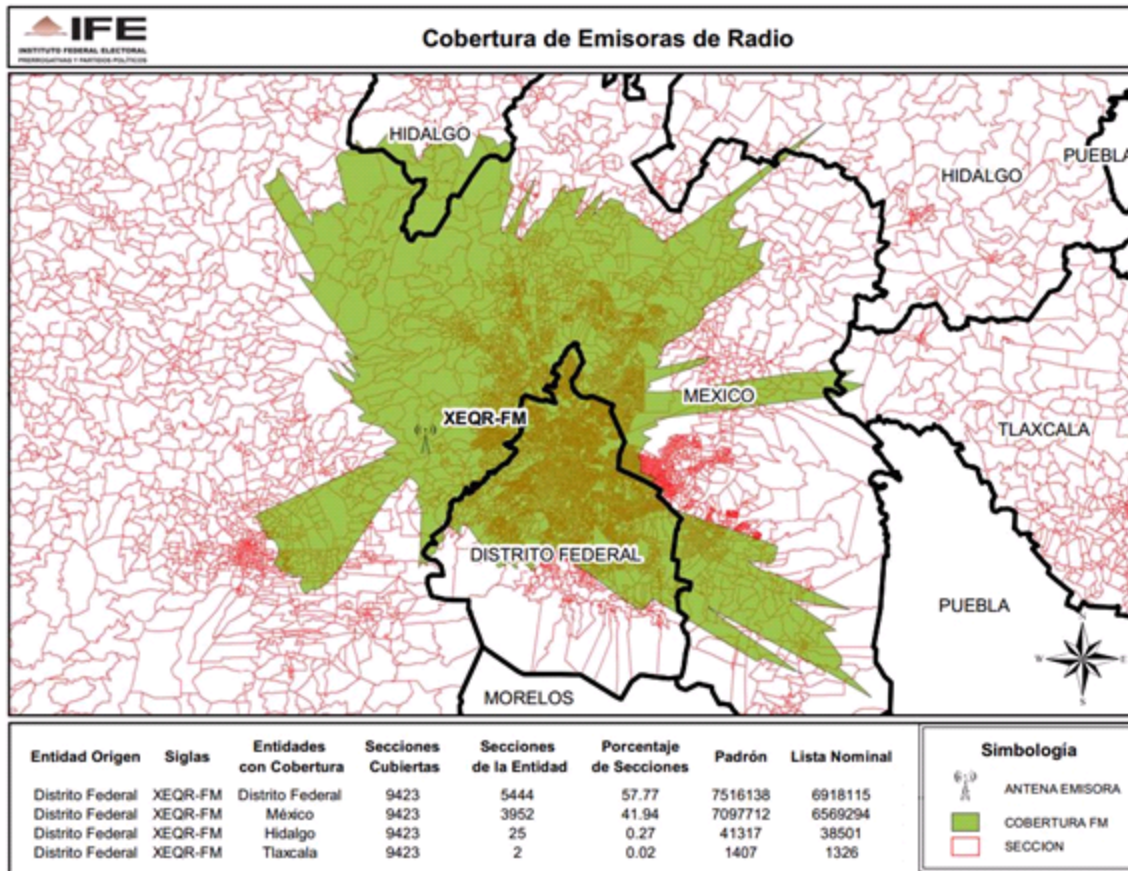 IFE
INSTITUTO FEDERAL ELECTORAL
PRERROGATIVAS Y PARTIDOS POLÍTICOS
Cobertura de Emisoras de Radio
HIDALGO
PUEBLA
HIDALGO
XEQR-FM
MEXICO
TLAXCALA
DISTRITO FEDERAL
PUEBLA
MORELOS
N
W
E
S
Entidad Origen Siglas Entidades con Cobertura Secciones Cubiertas Secciones de la Entidad Porcentaje de Secciones Padrón Lista Nominal
Distrito Federal XEQR-FM Distrito Federal 9423 5444 57.77 7516138 6918115
Distrito Federal XEQR-FM México 9423 3952 41.94 7097712 6569294
Distrito Federal XEQR-FM Hidalgo 9423 25 0.27 41317 38501
Distrito Federal XEQR-FM Tlaxcala 9423 2 0.02 1407 1326
Simbología
ANTENA EMISORA
COBERTURA FM
SECCION